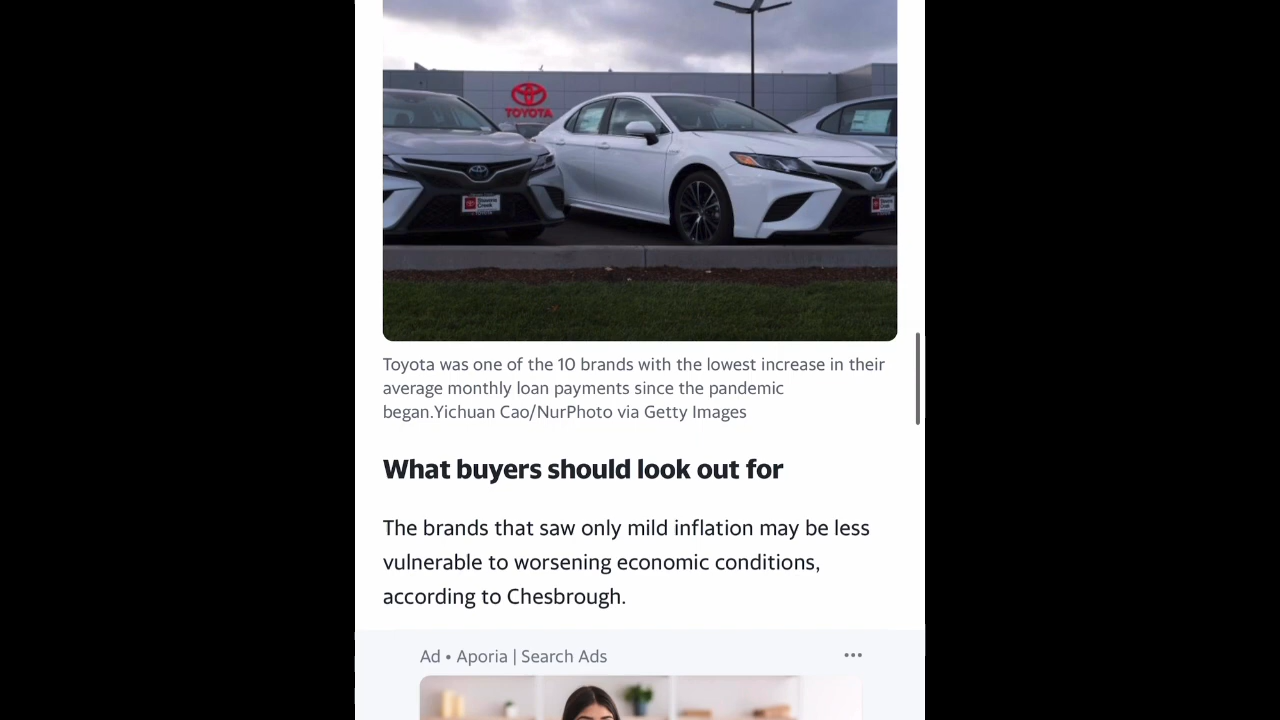 TOYOTA
Toyota was one of the 10 brands with the lowest increase in their
average monthly loan payments since the pandemic
began.Yichuan Cao/NurPhoto via Getty Images
What buyers should look out for
The brands that saw only mild inflation may be less
vulnerable to worsening economic conditions,
according to Chesbrough.
Ad • Aporia | Search Ads